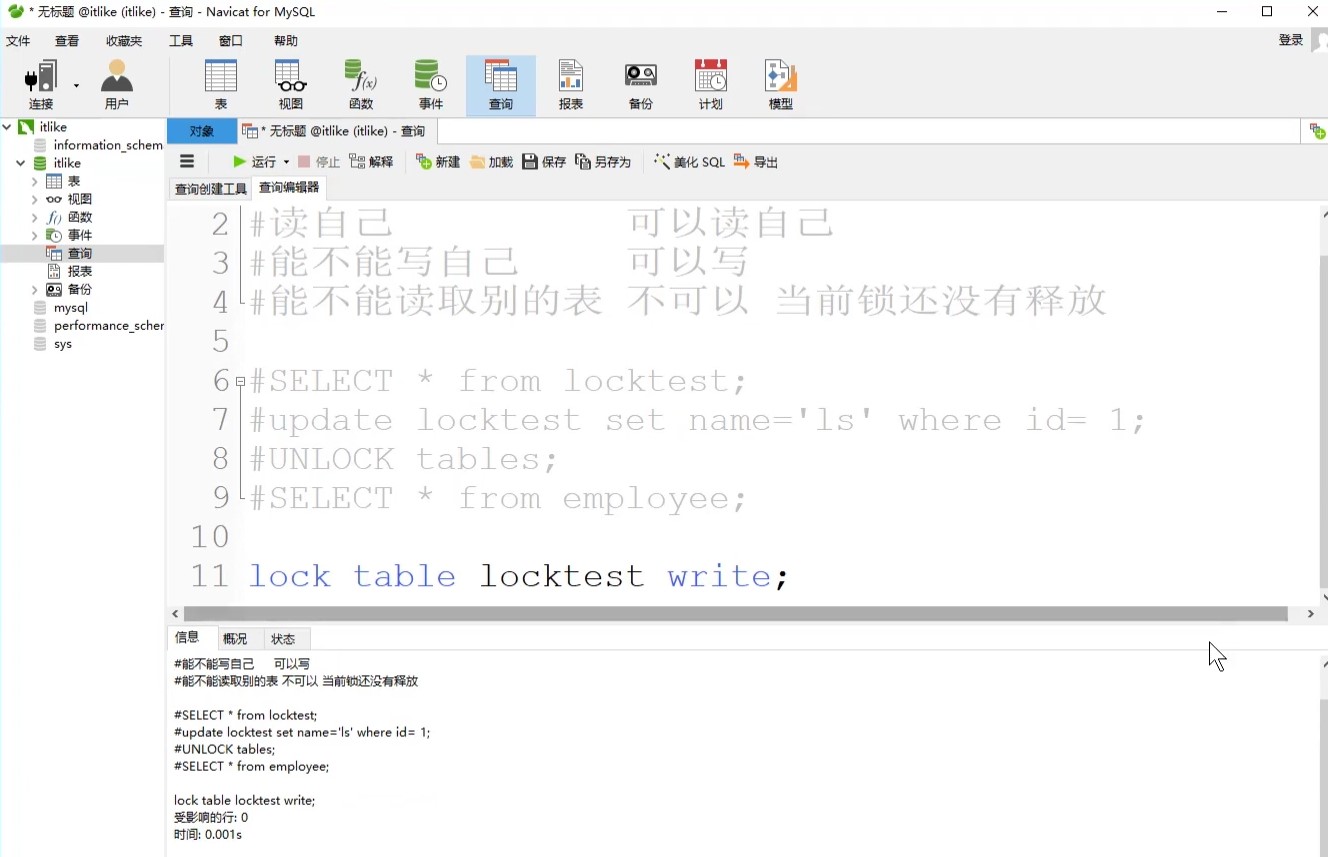 * 无标题 @itlike (itlike) - 查询 - Navicat for MySQL
文件 查看 收藏夹 工具 窗口 帮助 登录
连接 用户 表 视图 函数 事件 查询 报表 备份 计划 模型
itlike
information_schem
itlike
表
视图
函数
事件
查询
报表
备份
mysql
performance_scher
sys
对象 * 无标题 @itlike (itlike) - 查询
运行 停止 解释 新建 加载 保存 另存为 美化 SQL 导出
查询创建工具 查询编辑器
2 #读自己 可以读自己
3 #能不能写自己 可以写
4 #能不能读取别的表 不可以 当前锁还没有释放
5
6 #SELECT * from locktest;
7 #update locktest set name='ls' where id= 1;
8 #UNLOCK tables;
9 #SELECT * from employee;
10
11 lock table locktest write;
信息 概况 状态
#能不能写自己 可以写
#能不能读取别的表 不可以 当前锁还没有释放
#SELECT * from locktest;
#update locktest set name='ls' where id= 1;
#UNLOCK tables;
#SELECT * from employee;
lock table locktest write;
受影响的行: 0
时间: 0.001s